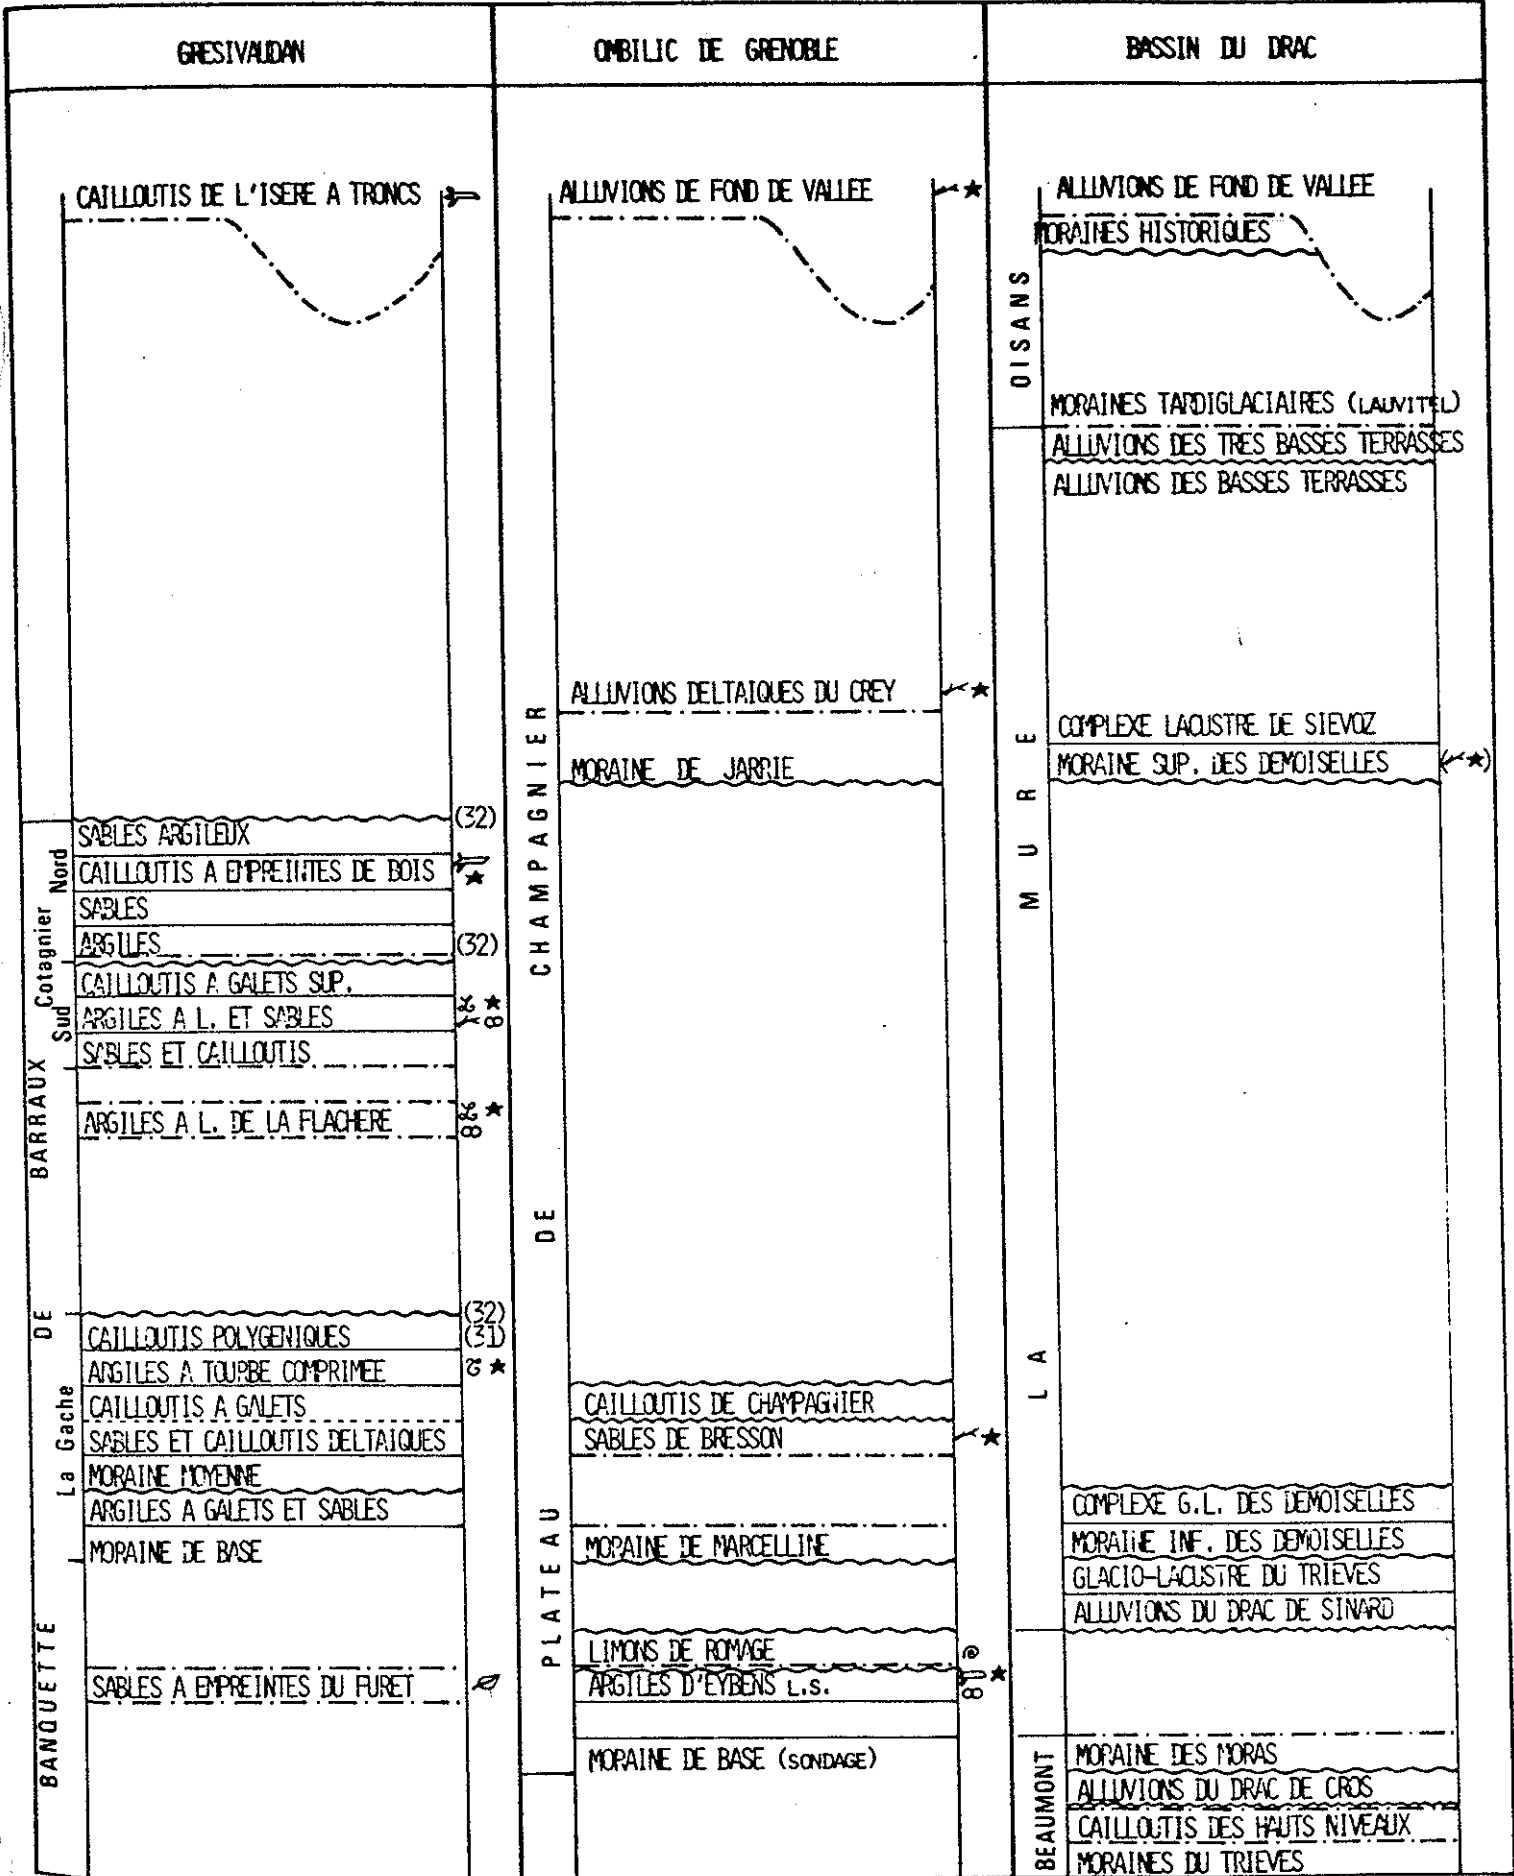 GRESIVAUDAN
CAILLOUTIS DE L'ISERE A TRONCS
SABLES ARGILEUX
(32)
CAILLOUTIS A EMPREINTES DE BOIS
SABLES
ARGILES
(32)
CAILLOUTIS A GALETS SUP.
ARGILES A L. ET SABLES
SABLES ET CAILLOUTIS
ARGILES A L. DE LA FLACHERE
(32)
CAILLOUTIS POLYGENIQUES
(31)
ARGILES A TOURBE COMPRIMEE
CAILLOUTIS A GALETS
SABLES ET CAILLOUTIS DELTAIQUES
MORAINE MOYENNE
ARGILES A GALETS ET SABLES
MORAINE DE BASE
SABLES A EMPREINTES DU FURET
BANQUETTE DE BARRAUX
La Gache
Cotagnier
Sud
Nord
OMBILIC DE GRENOBLE
ALLUVIONS DE FOND DE VALLEE
ALLUVIONS DELTAIQUES DU CREY
MORAINE DE JARRIE
CAILLOUTIS DE CHAMPAGNIER
SABLES DE BRESSON
MORAINE DE MARCELLINE
LIMONS DE ROMAGE
ARGILES D'EYBENS L.S.
MORAINE DE BASE (SONDAGE)
PLATEAU DE CHAMPAGNIER
BASSIN DU DRAC
ALLUVIONS DE FOND DE VALLEE
MORAINES HISTORIQUES
MORAINES TARDIGLACIAIRES (LAUVITEL)
ALLUVIONS DES TRES BASSES TERRASSES
ALLUVIONS DES BASSES TERRASSES
COMPLEXE LACUSTRE DE SIEVOZ
MORAINE SUP. DES DEMOISELLES
COMPLEXE G.L. DES DEMOISELLES
MORAINE INF. DES DEMOISELLES
GLACIO-LACUSTRE DU TRIEVES
ALLUVIONS DU DRAC DE SINARD
MORAINE DES MORAS
ALLUVIONS DU DRAC DE CROS
CAILLOUTIS DES HAUTS NIVEAUX
MORAINES DU TRIEVES
OISANS
LA MURE
BEAUMONT